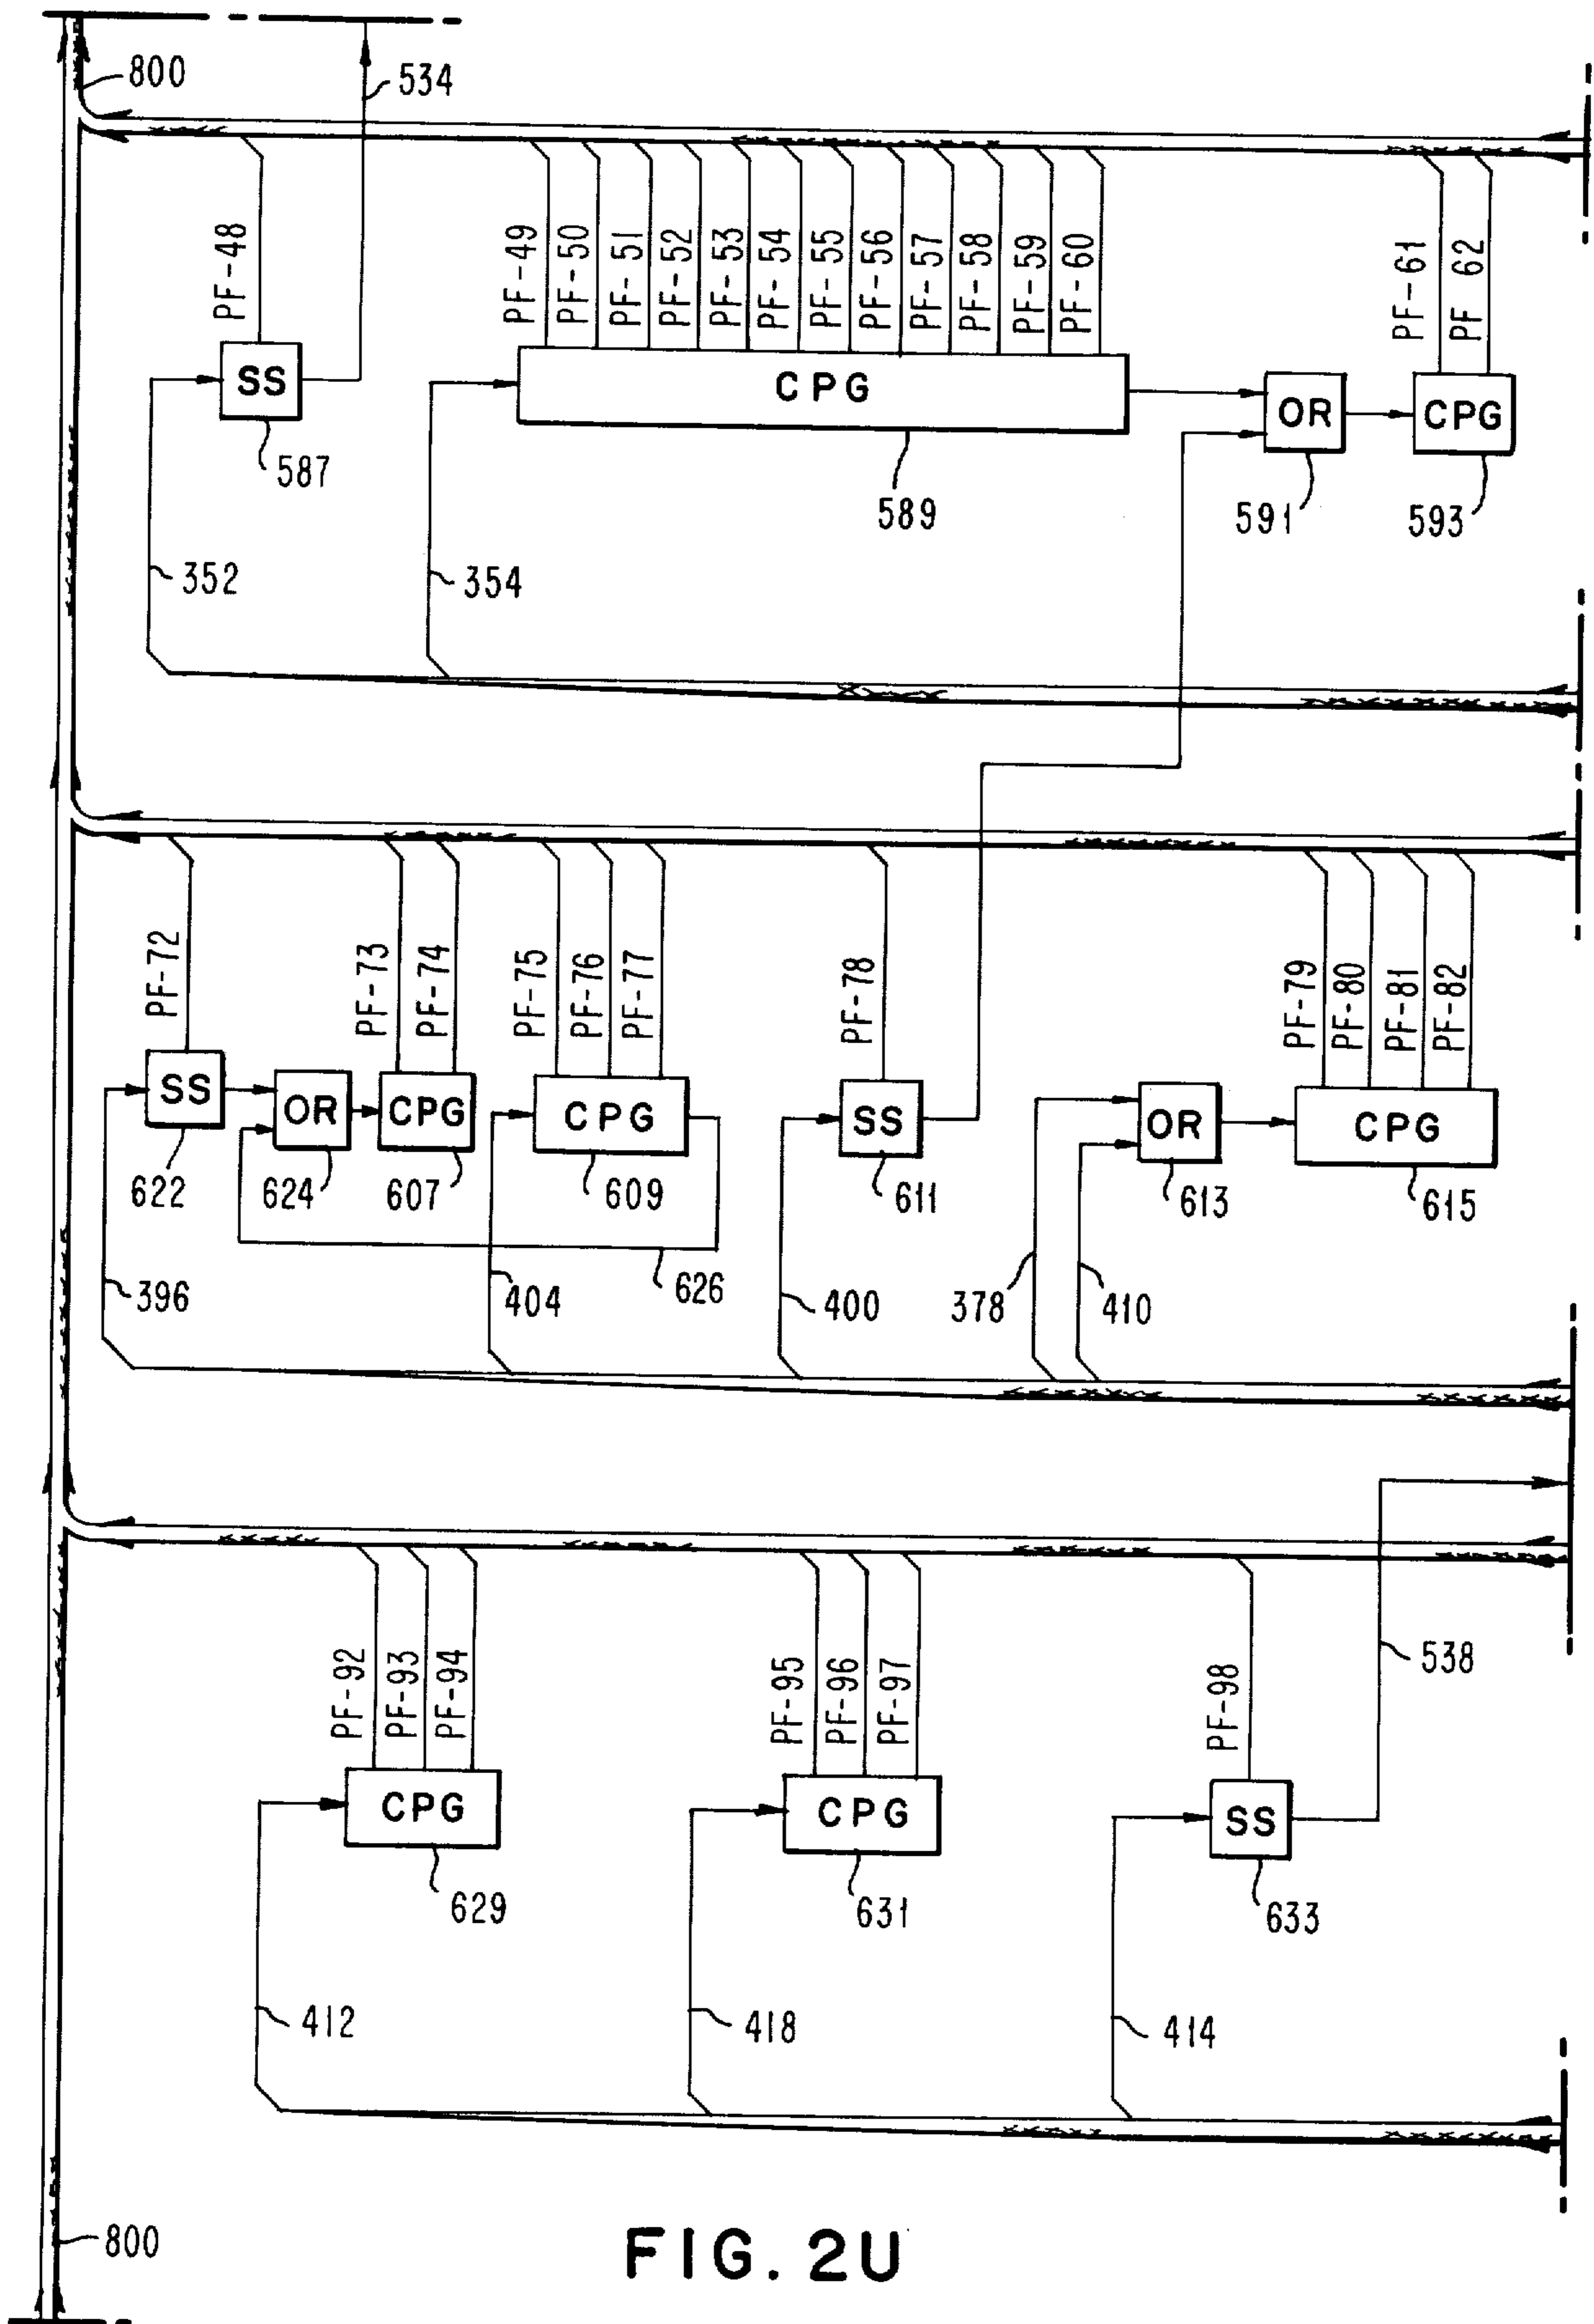 800
534
PF-48
PF-49
PF-50
PF-51
PF-52
PF-53
PF-54
PF-55
PF-56
PF-57
PF-58
PF-59
PF-60
PF-61
PF 62
SS
CPG
OR
CPG
587
589
591
593
352
354
PF-72
PF-73
PF-74
PF-75
PF-76
PF-77
PF-78
PF-79
PF-80
PF-81
PF-82
SS
OR
CPG
CPG
SS
OR
CPG
622
624
607
609
611
613
615
396
404
626
400
378
410
538
PF-92
PF-93
PF-94
PF-95
PF-96
PF-97
PF-98
CPG
CPG
SS
629
631
633
412
418
414
800
FIG. 2U